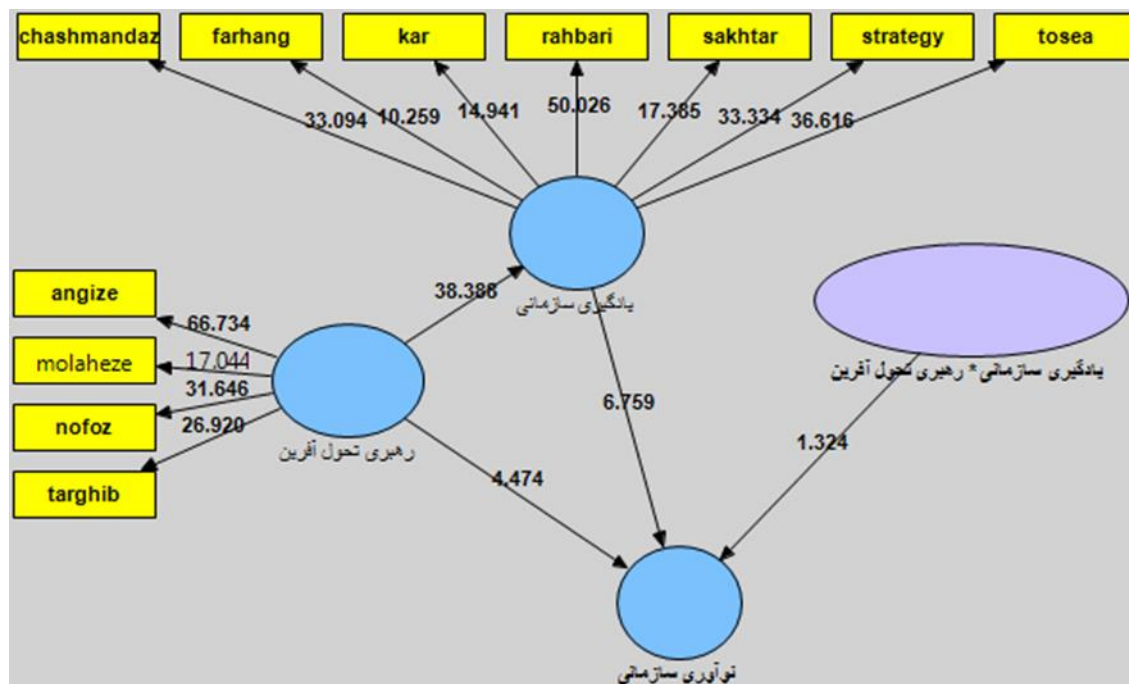 chashmandaz farhang kar rahbari sakhtar strategy tosea
33.094 10.259 14.941 50.026 17.385 33.334 36.616
یادگیری سازمانی
angize
66.734
molaheze
17.044
nofoz
31.646
targhib
26.920
38.388
رهبری تحول آفرین
4.474
6.759
یادگیری سازمانی * رهبری تحول آفرین
1.324
نوآوری سازمانی